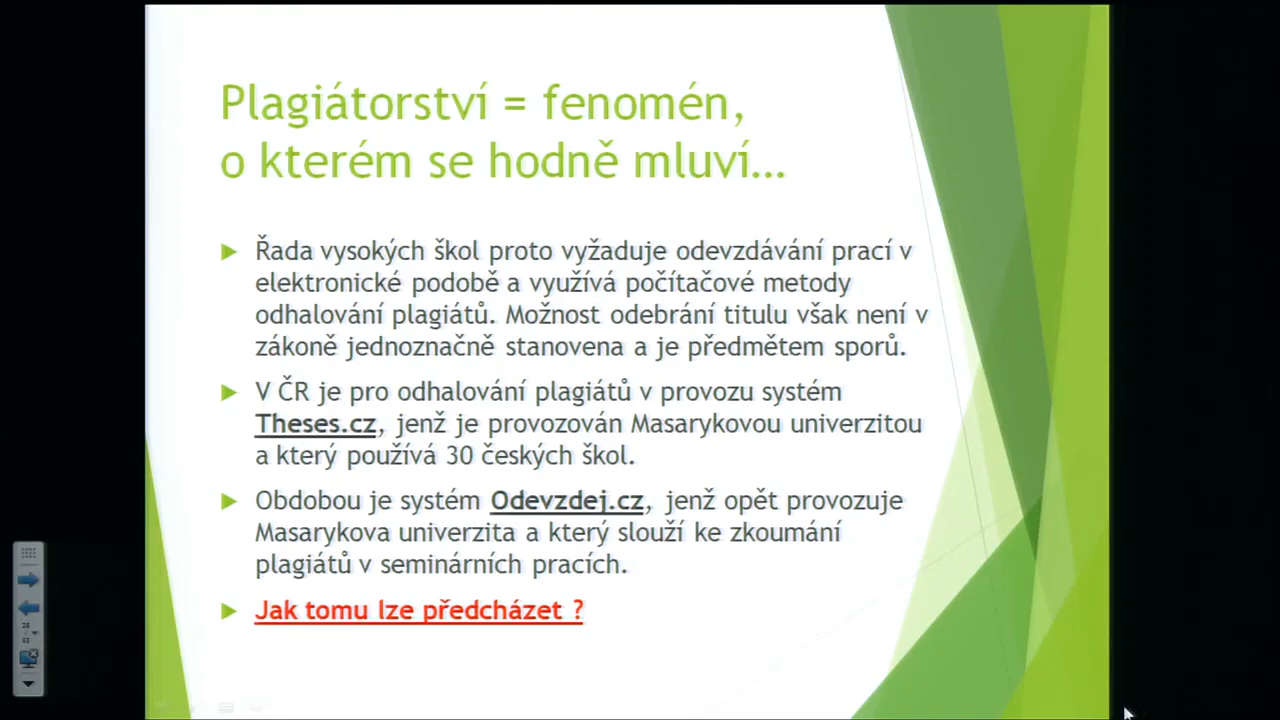 Plagiátorství = fenomén,
o kterém se hodně mluví…
Řada vysokých škol proto vyžaduje odevzdávání prací v
elektronické podobě a využívá počítačové metody
odhalování plagiátů. Možnost odebrání titulu však není v
zákoně jednoznačně stanovena a je předmětem sporů.
V ČR je pro odhalování plagiátů v provozu systém
Theses.cz, jenž je provozován Masarykovou univerzitou
a který používá 30 českých škol.
Obdobou je systém Odevzdej.cz, jenž opět provozuje
Masarykova univerzita a který slouží ke zkoumání
plagiátů v seminárních pracích.
Jak tomu lze předcházet ?